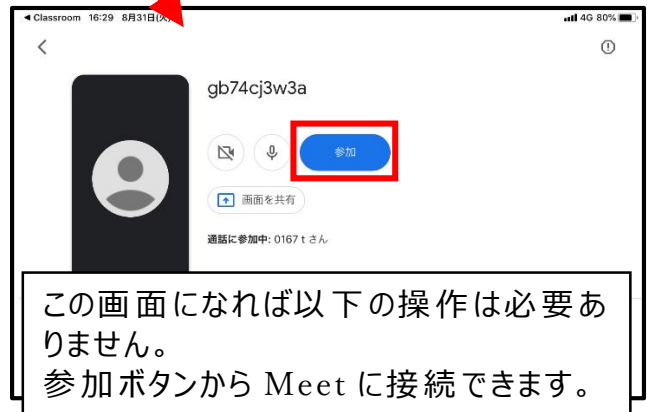 ◀ Classroom 16:29 8月31日(火)
4G 80%
gb74cj3w3a
参加
画面を共有
通話に参加中: 0167 t さん
この画面になれば以下の操作は必要あ
りません。
参加ボタンから Meet に接続できます。